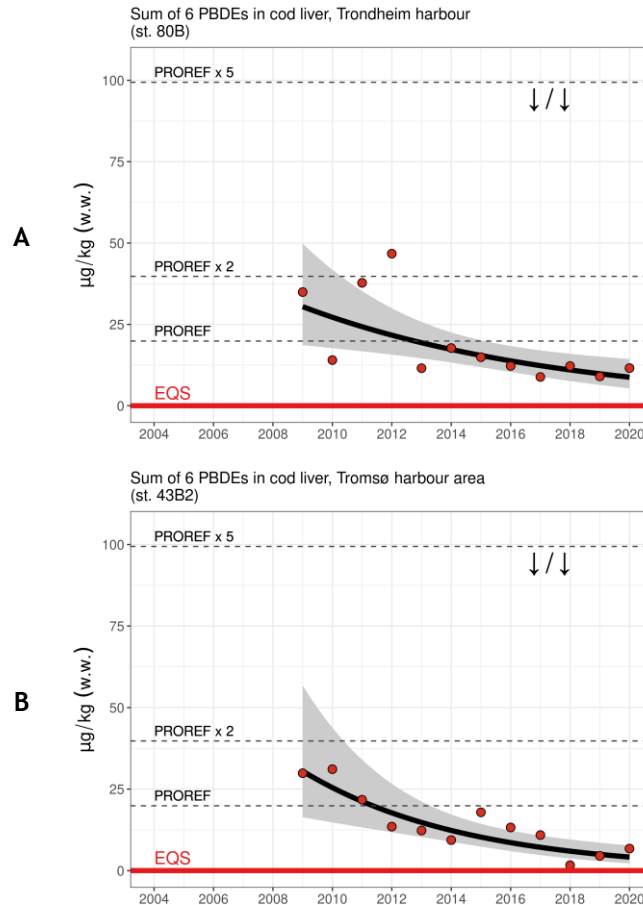 Sum of 6 PBDEs in cod liver, Trondheim harbour
(st. 80B)
A
µg/kg (w.w.)
100
75
50
25
0
PROREF x 5
↓/↓
PROREF x 2
PROREF
EQS
2004 2006 2008 2010 2012 2014 2016 2018 2020
Sum of 6 PBDEs in cod liver, Tromsø harbour area
(st. 43B2)
B
µg/kg (w.w.)
100
75
50
25
0
PROREF x 5
↓/↓
PROREF x 2
PROREF
EQS
2004 2006 2008 2010 2012 2014 2016 2018 2020